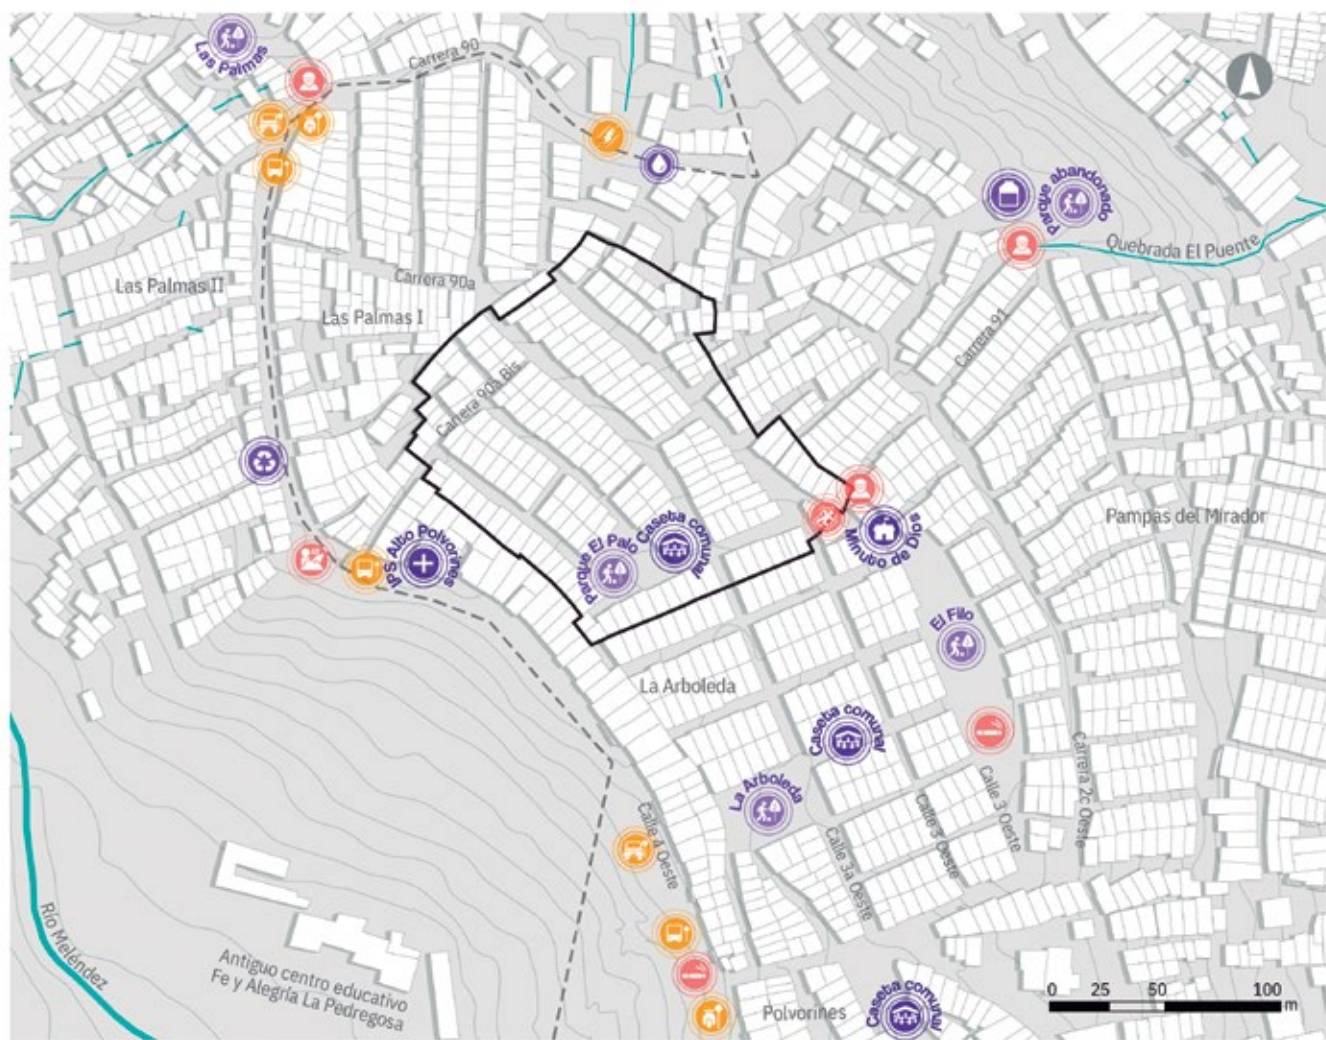 Las Palmas
Carrera 90
Parque abandonado
Quebrada El Puente
Las Palmas II
Carrera 90a
Las Palmas I
Carrera 91
Carrera 90a Bis
Pampas del Mirador
Caseta comunal
Minuto de Dios
IPS Alto Polvorines
Parque El Palo
El Filo
La Arboleda
Caseta comunal
La Arboleda
Calle 3 Oeste
Carrera 2c Oeste
Calle 4 Oeste
Calle 3 Oeste
Calle 3a Oeste
Río Meléndez
Antiguo centro educativo
Fe y Alegría La Pedregosa
Polvorines
Caseta comunal
0 25 50 100
m